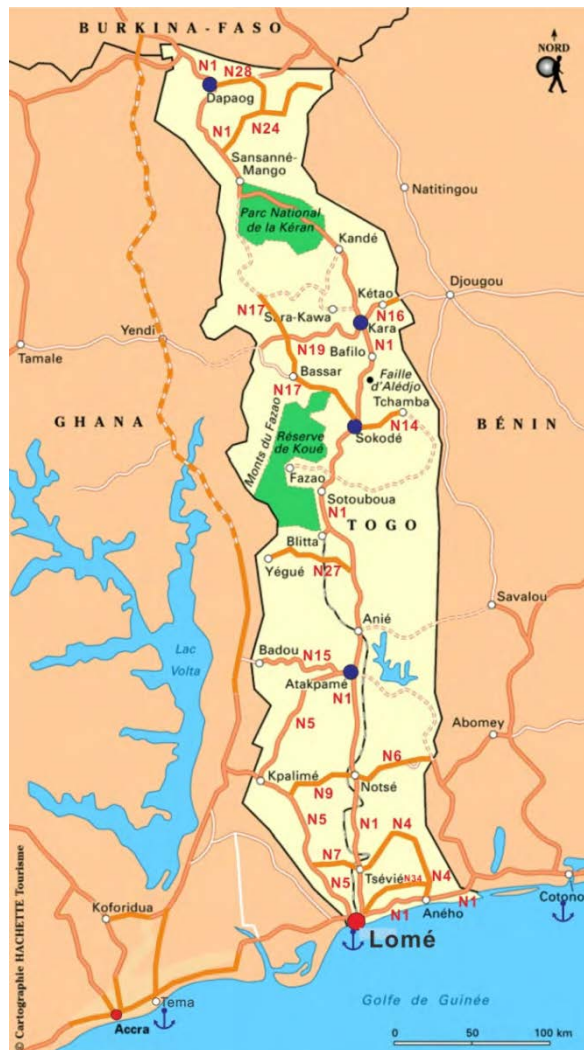 BURKINA-FASO
NORD
N1
N28
Dapaog
N1
N24
Sansanné-
Mango
Natitingou
Parc National
de la Kéran
Kandé
Kétao
Djougou
N17
Sara-Kawa
N16
Yendi
Kara
Tamale
N19
Bafilo
N1
Bassar
Faille
d'Alédjo
N17
Tchamba
GHANA
Monts du Fazao
Réserve
de Koué
N14
BÉNIN
Sokodé
Fazao
Sotouboua
N1
TOGO
Blitta
Yégué
N27
Savalou
Anié
Lac
Volta
Badou
N15
Atakpamé
N1
N5
Abomey
N6
Kpalimé
Notsé
N9
N5
N1
N4
N7
Tsévié
N34
N4
N5
N1
N1
Aného
Cotono
Koforidua
Lomé
Tema
Accra
Golfe de Guinée
0 50 100 km
© Cartographie HACHETTE Tourisme